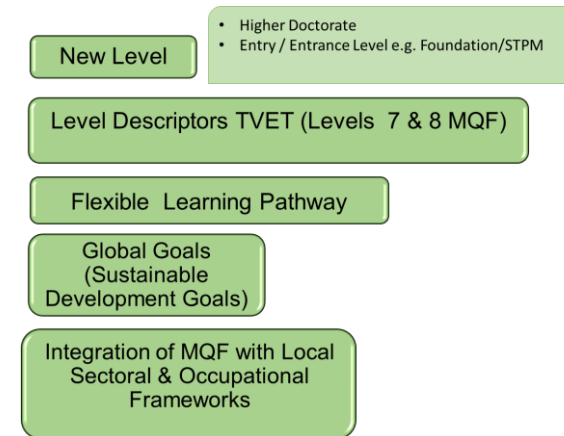 New Level
• Higher Doctorate
• Entry / Entrance Level e.g. Foundation/STPM
Level Descriptors TVET (Levels 7 & 8 MQF)
Flexible Learning Pathway
Global Goals
(Sustainable
Development Goals)
Integration of MQF with Local
Sectoral & Occupational
Frameworks